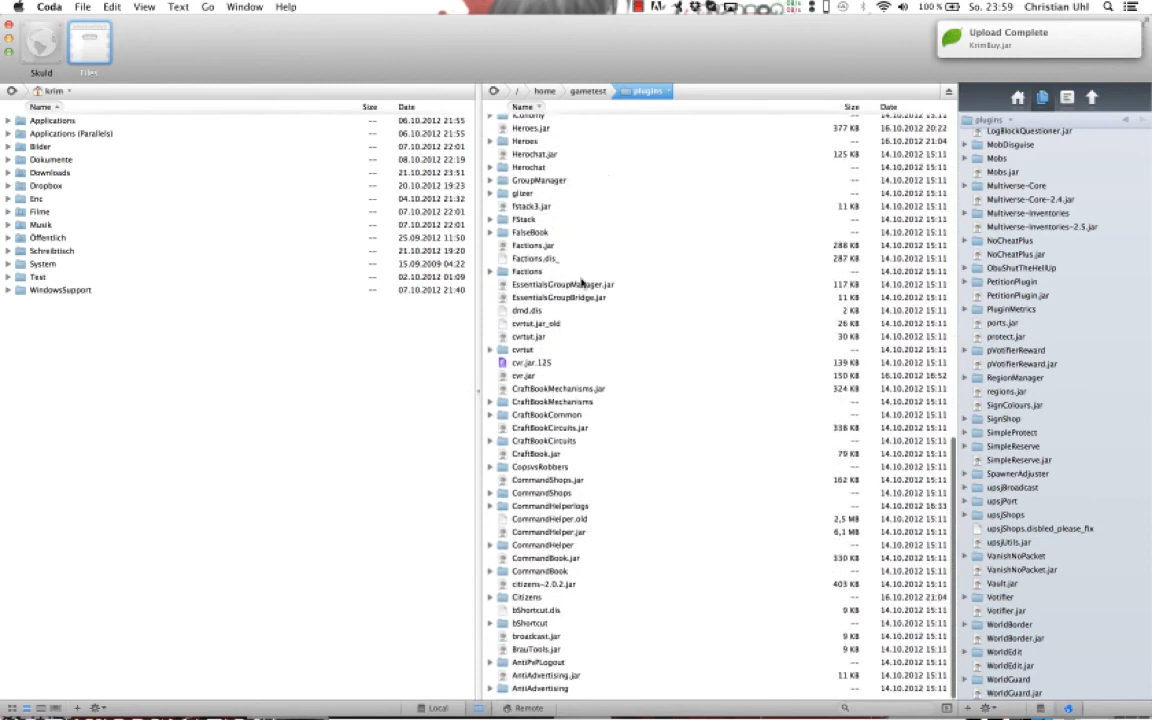 Coda File Edit View Text Go Window Help 100% So. 23:59 Christian Uhl
Upload Complete
KrimBuy.jar
Skuld Files
krim
/ home gametest plugins
Name Size Date
Applications -- 06.10.2012 21:55
Applications (Parallels) -- 06.10.2012 21:55
Bilder -- 07.10.2012 22:01
Dokumente -- 08.10.2012 22:19
Downloads -- 21.10.2012 23:51
Dropbox -- 20.10.2012 19:23
Enc -- 04.10.2012 21:32
Filme -- 07.10.2012 22:01
Musik -- 07.10.2012 22:01
Öffentlich -- 25.09.2012 11:50
Schreibtisch -- 21.10.2012 19:20
System -- 15.09.2009 04:22
Test -- 02.10.2012 01:09
WindowsSupport -- 07.10.2012 21:40
Name Size Date
iConomy -- 14.10.2012 15:11
Heroes.jar 377 KB 16.10.2012 20:22
Heroes -- 16.10.2012 21:04
Herochat.jar 125 KB 14.10.2012 15:11
Herochat -- 14.10.2012 15:11
GroupManager -- 14.10.2012 15:11
glizer -- 14.10.2012 15:11
fstack3.jar 11 KB 14.10.2012 15:11
FStack -- 14.10.2012 15:11
FalseBook -- 14.10.2012 15:11
Factions.jar 288 KB 14.10.2012 15:11
Factions.dis_ 287 KB 14.10.2012 15:11
Factions -- 14.10.2012 15:11
EssentialsGroupManager.jar 117 KB 14.10.2012 15:11
EssentialsGroupBridge.jar 11 KB 14.10.2012 15:11
dmd.dis 2 KB 14.10.2012 15:11
cvrtut.jar_old 26 KB 14.10.2012 15:11
cvrtut.jar 30 KB 14.10.2012 15:11
cvrtut -- 14.10.2012 15:11
cvr.jar.125 139 KB 14.10.2012 15:11
cvr.jar 150 KB 16.10.2012 16:52
CraftBookMechanisms.jar 324 KB 14.10.2012 15:11
CraftBookMechanisms -- 14.10.2012 15:11
CraftBookCommon -- 14.10.2012 15:11
CraftBookCircuits.jar 338 KB 14.10.2012 15:11
CraftBookCircuits -- 14.10.2012 15:11
CraftBook.jar 79 KB 14.10.2012 15:11
CopsvsRobbers -- 14.10.2012 15:11
CommandShops.jar 162 KB 14.10.2012 15:11
CommandShops -- 14.10.2012 15:11
CommandHelperlogs -- 14.10.2012 16:33
CommandHelper.old 2,5 MB 14.10.2012 15:11
CommandHelper.jar 6,1 MB 14.10.2012 15:11
CommandHelper -- 14.10.2012 15:11
CommandBook.jar 330 KB 14.10.2012 15:11
CommandBook -- 14.10.2012 15:11
citizens-2.0.2.jar 403 KB 14.10.2012 15:11
Citizens -- 16.10.2012 21:04
bShortcut.dis 9 KB 14.10.2012 15:11
bShortcut -- 14.10.2012 15:11
broadcast.jar 9 KB 14.10.2012 15:11
BrauTools.jar 9 KB 14.10.2012 15:11
AntiPvPLogout -- 14.10.2012 15:11
AntiAdvertising.jar 11 KB 14.10.2012 15:11
AntiAdvertising -- 14.10.2012 15:11
plugins
LogBlockQuestioner.jar
MobDisguise
Mobs
Mobs.jar
Multiverse-Core
Multiverse-Core-2.4.jar
Multiverse-Inventories
Multiverse-Inventories-2.5.jar
NoCheatPlus
NoCheatPlus.jar
ObuShutTheHellUp
PetitionPlugin
PetitionPlugin.jar
PluginMetrics
ports.jar
protect.jar
pVotifierReward
pVotifierReward.jar
RegionManager
regions.jar
SignColours.jar
SignShop
SimpleProtect
SimpleReserve
SimpleReserve.jar
SpawnerAdjuster
upsjBroadcast
upsjPort
upsjShops
upsjShops.disbled_please_fix
upsjUtils.jar
VanishNoPacket
VanishNoPacket.jar
Vault.jar
Votifier
Votifier.jar
WorldBorder
WorldBorder.jar
WorldEdit
WorldEdit.jar
WorldGuard
WorldGuard.jar
Local Remote